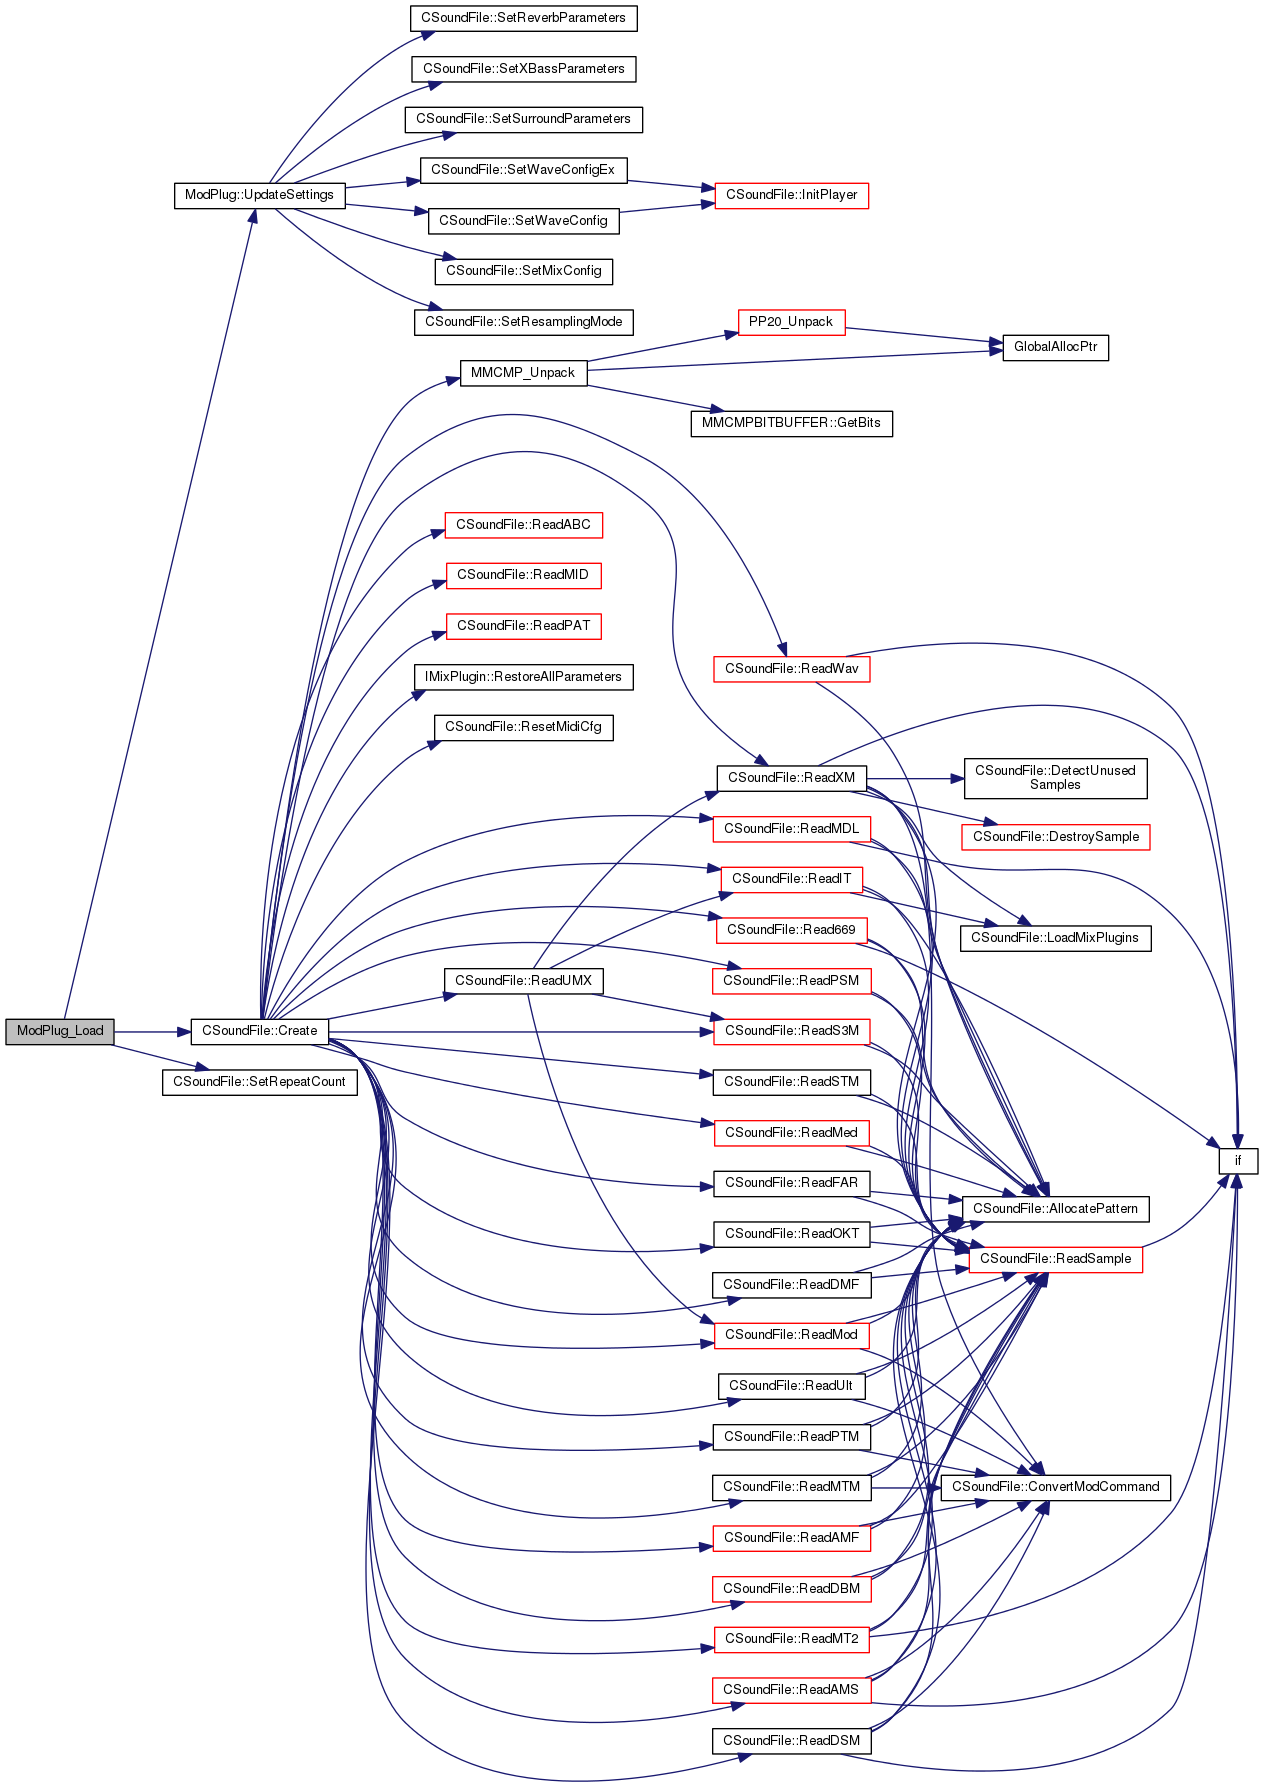 CSoundFile::SetReverbParameters
CSoundFile::SetXBassParameters
CSoundFile::SetSurroundParameters
CSoundFile::SetWaveConfigEx
ModPlug::UpdateSettings
CSoundFile::InitPlayer
CSoundFile::SetWaveConfig
CSoundFile::SetMixConfig
CSoundFile::SetResamplingMode
PP20_Unpack
GlobalAllocPtr
MMCMP_Unpack
MMCMPBITBUFFER::GetBits
CSoundFile::ReadABC
CSoundFile::ReadMID
CSoundFile::ReadPAT
CSoundFile::ReadWav
IMixPlugin::RestoreAllParameters
CSoundFile::ResetMidiCfg
CSoundFile::ReadXM
CSoundFile::DetectUnused
Samples
CSoundFile::ReadMDL
CSoundFile::DestroySample
CSoundFile::ReadIT
CSoundFile::Read669
CSoundFile::LoadMixPlugins
CSoundFile::ReadUMX
CSoundFile::ReadPSM
ModPlug_Load
CSoundFile::Create
CSoundFile::ReadS3M
CSoundFile::SetRepeatCount
CSoundFile::ReadSTM
CSoundFile::ReadMed
if
CSoundFile::ReadFAR
CSoundFile::AllocatePattern
CSoundFile::ReadOKT
CSoundFile::ReadSample
CSoundFile::ReadDMF
CSoundFile::ReadMod
CSoundFile::ReadUlt
CSoundFile::ReadPTM
CSoundFile::ReadMTM
CSoundFile::ConvertModCommand
CSoundFile::ReadAMF
CSoundFile::ReadDBM
CSoundFile::ReadMT2
CSoundFile::ReadAMS
CSoundFile::ReadDSM